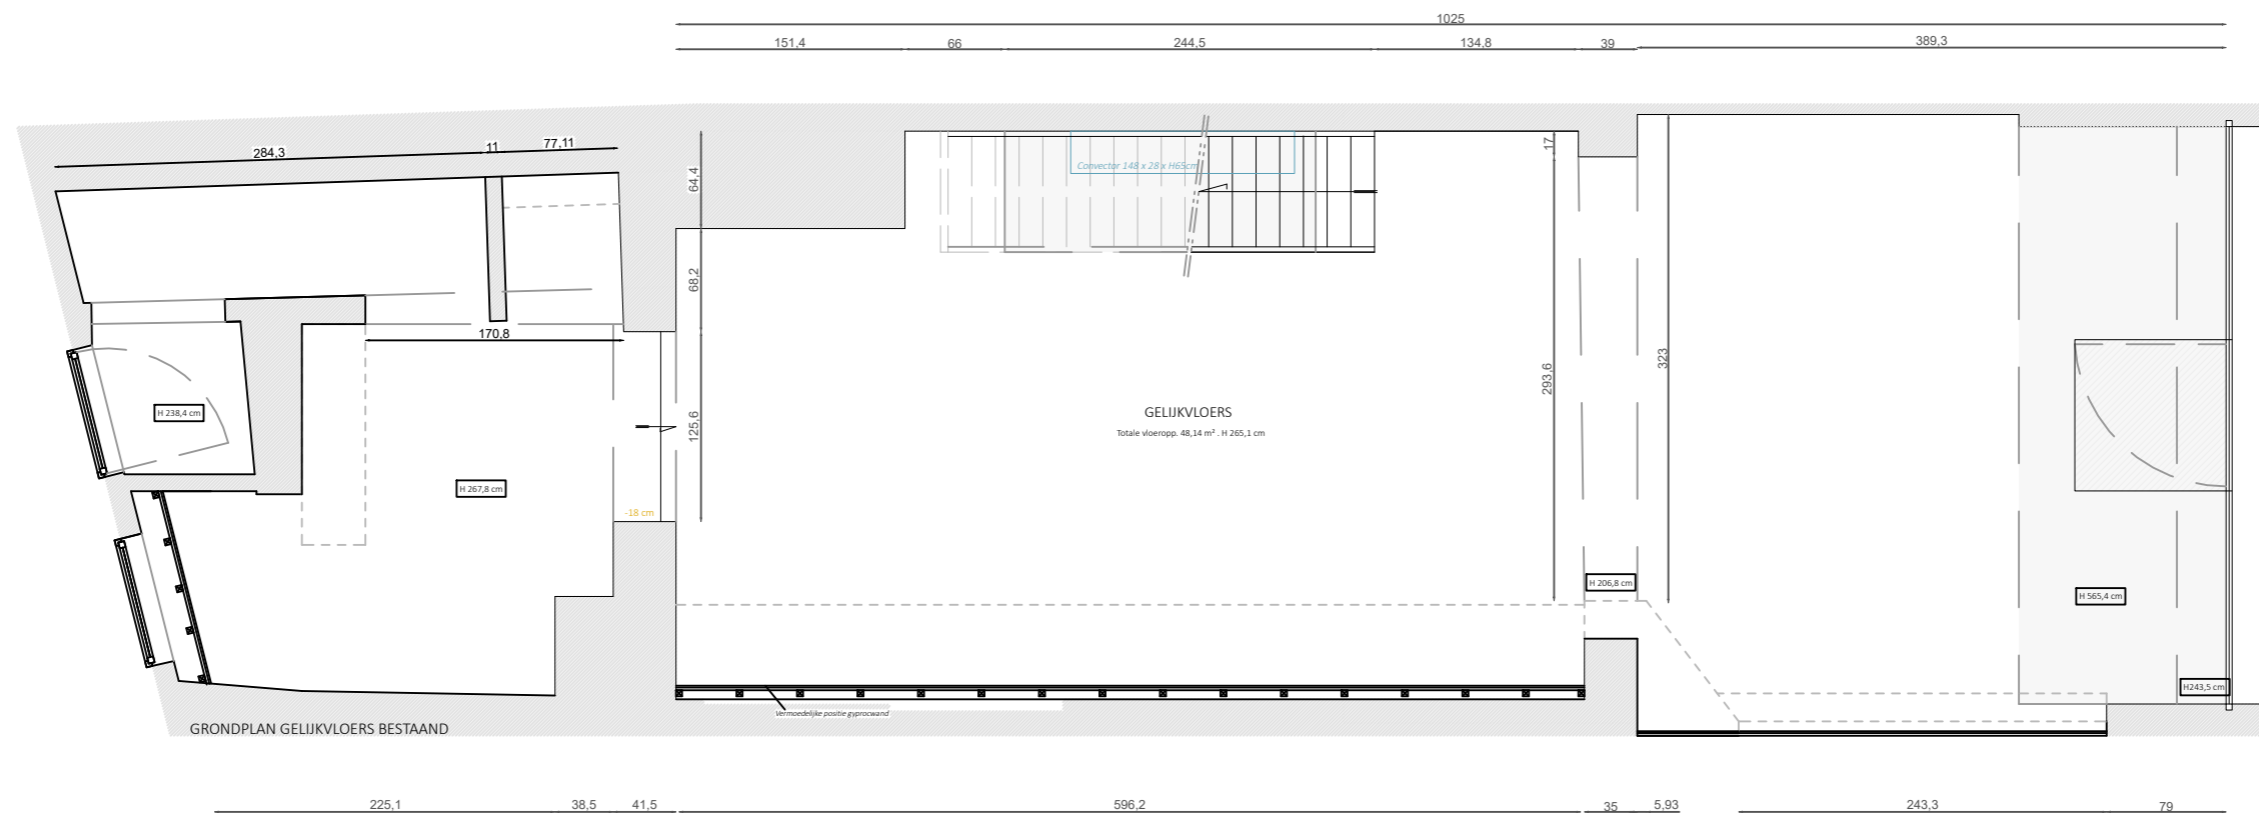 1025
151,4 66 244,5 134,8 39 389,3
284,3 11 77,11
64,4
17
Convector 148 x 28 x H65cm
68,2
170,8
323
293,6
H 238,4 cm
125,6
GELIJKVLOERS
Totale vloeropp. 48,14 m² . H 265,1 cm
H 267,8 cm
-18 cm
H 206,8 cm
H 565,4 cm
H243,5 cm
Vermoedelijke positie gyprocwand
GRONDPLAN GELIJKVLOERS BESTAAND
225,1 38,5 41,5 596,2 35 5,93 243,3 79